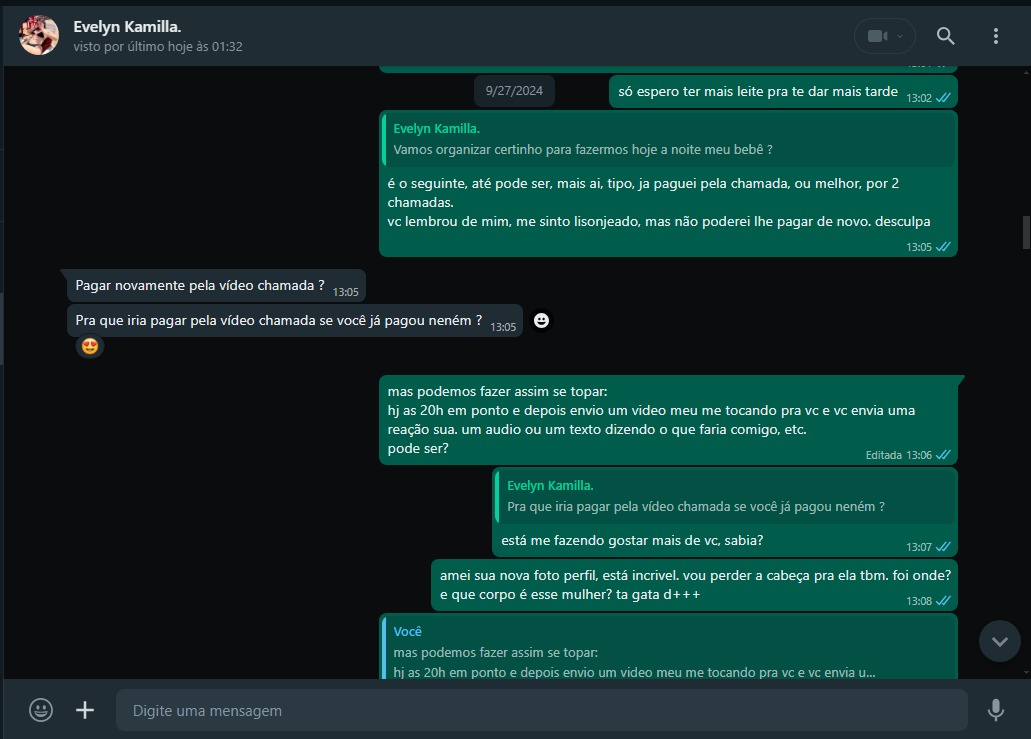 Evelyn Kamilla.
visto por último hoje às 01:32
9/27/2024
só espero ter mais leite pra te dar mais tarde 13:02
Evelyn Kamilla.
Vamos organizar certinho para fazermos hoje a noite meu bebê ?
é o seguinte, até pode ser, mais ai, tipo, ja paguei pela chamada, ou melhor, por 2
chamadas.
vc lembrou de mim, me sinto lisonjeado, mas não poderei lhe pagar de novo. desculpa
13:05
Pagar novamente pela vídeo chamada ? 13:05
Pra que iria pagar pela vídeo chamada se você já pagou neném ? 13:05
mas podemos fazer assim se topar:
hj as 20h em ponto e depois envio um video meu me tocando pra vc e vc envia uma
reação sua. um audio ou um texto dizendo o que faria comigo, etc.
pode ser?
Editada 13:06
Evelyn Kamilla.
Pra que iria pagar pela vídeo chamada se você já pagou neném ?
está me fazendo gostar mais de vc, sabia? 13:07
amei sua nova foto perfil, está incrivel. vou perder a cabeça pra ela tbm. foi onde?
e que corpo é esse mulher? ta gata d+++ 13:08
Você
mas podemos fazer assim se topar:
hj as 20h em ponto e depois envio um video meu me tocando pra vc e vc envia u...
Digite uma mensagem